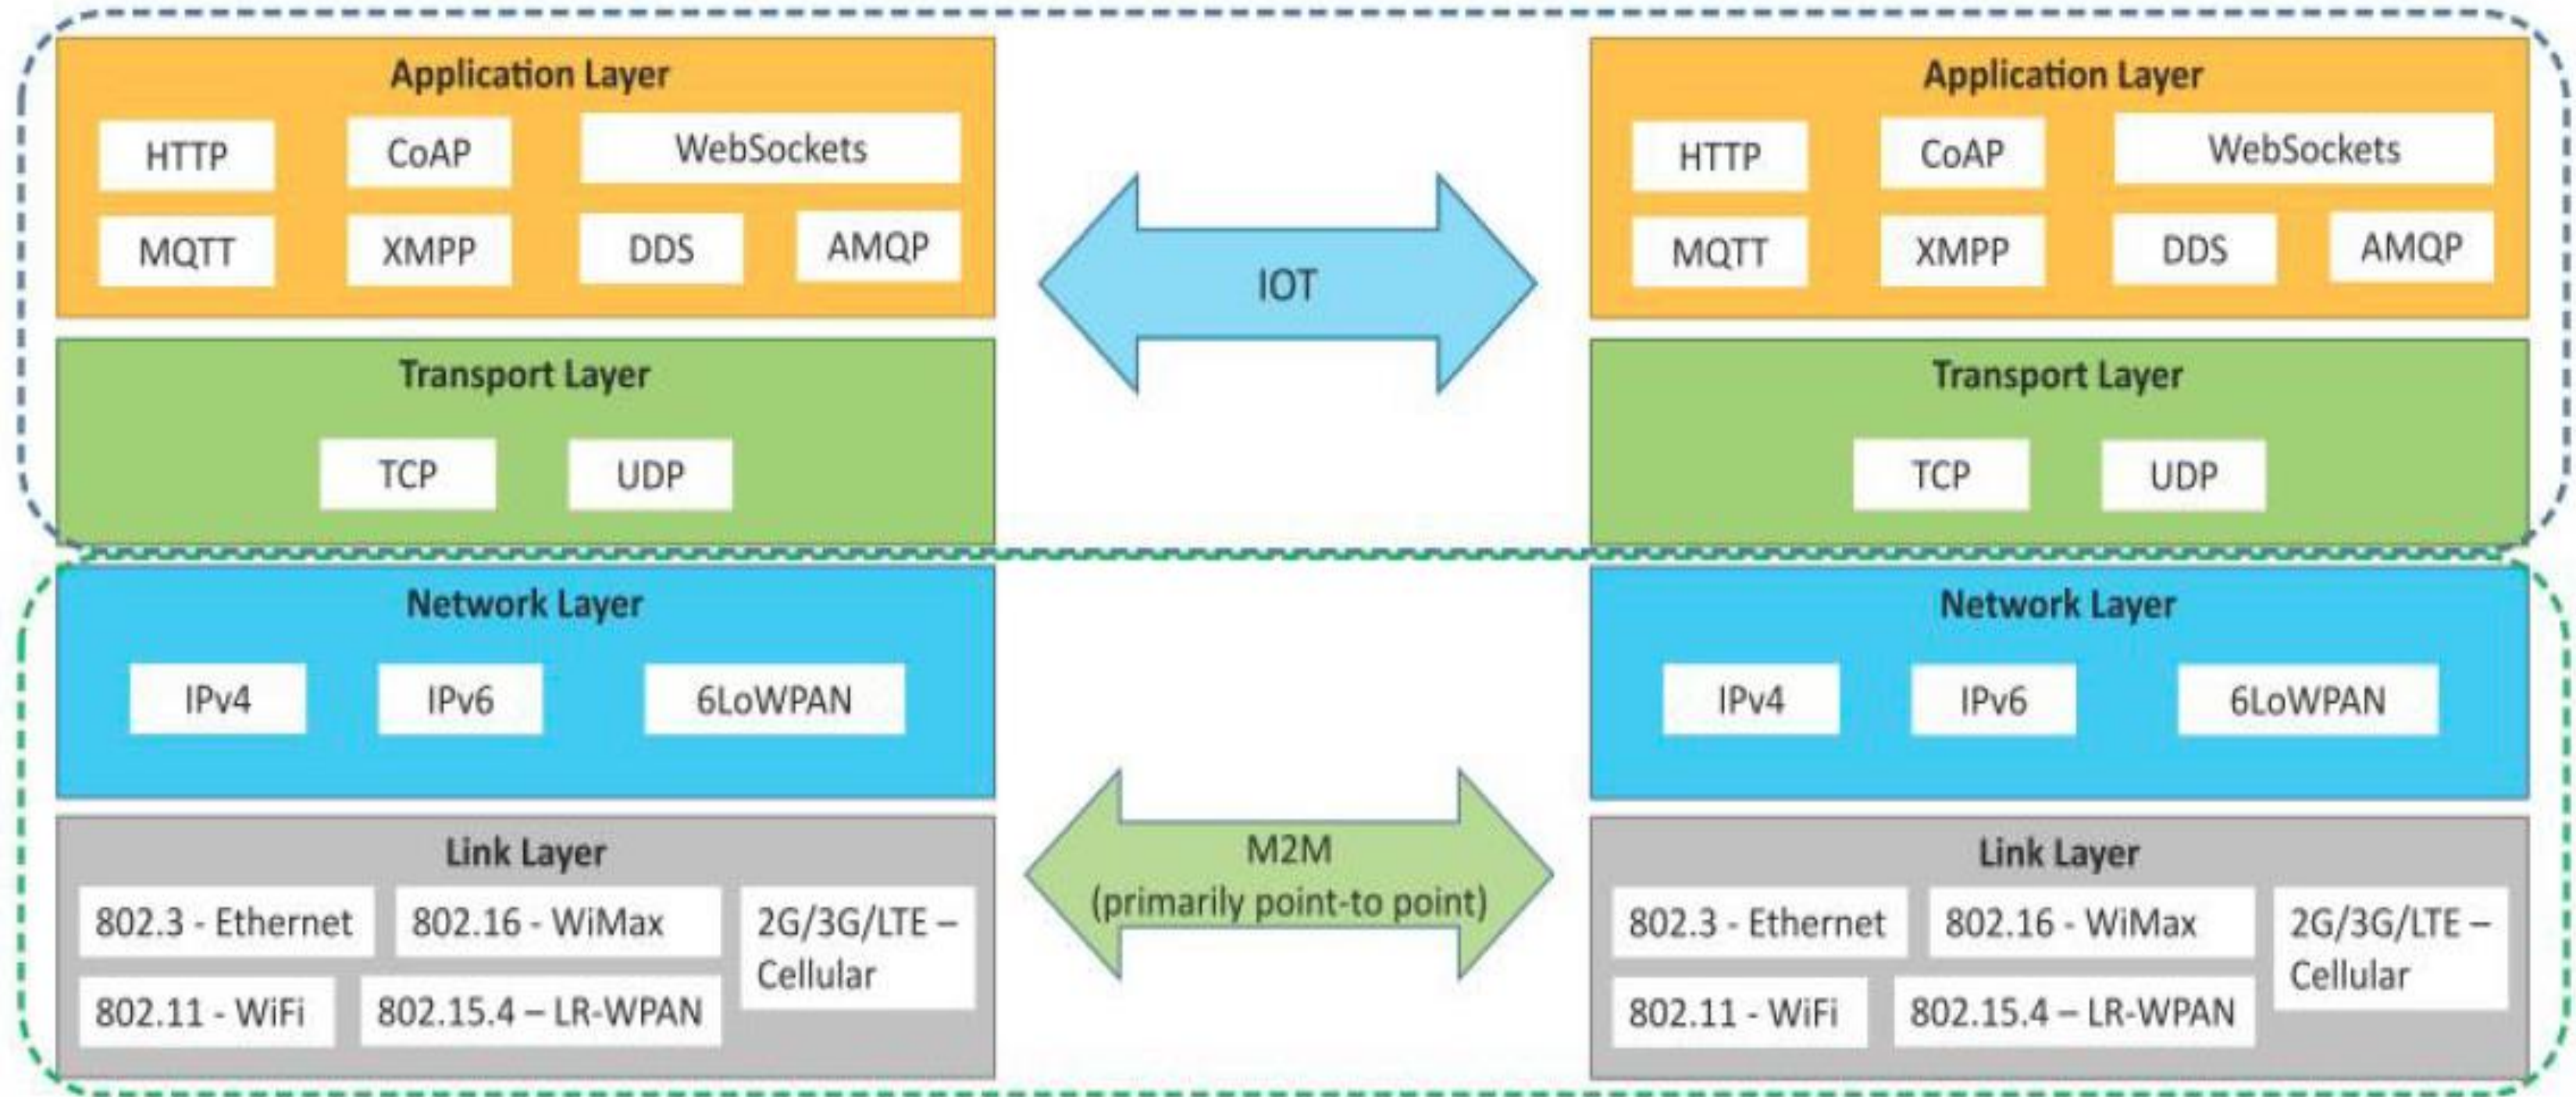 Application Layer
HTTP
CoAP
WebSockets
MQTT
XMPP
DDS
AMQP
Transport Layer
TCP
UDP
Network Layer
IPv4
IPv6
6LoWPAN
Link Layer
802.3 - Ethernet
802.16 - WiMax
2G/3G/LTE –
Cellular
802.11 - WiFi
802.15.4 – LR-WPAN
IOT
M2M
(primarily point-to point)
Application Layer
HTTP
CoAP
WebSockets
MQTT
XMPP
DDS
AMQP
Transport Layer
TCP
UDP
Network Layer
IPv4
IPv6
6LoWPAN
Link Layer
802.3 - Ethernet
802.16 - WiMax
2G/3G/LTE –
Cellular
802.11 - WiFi
802.15.4 – LR-WPAN